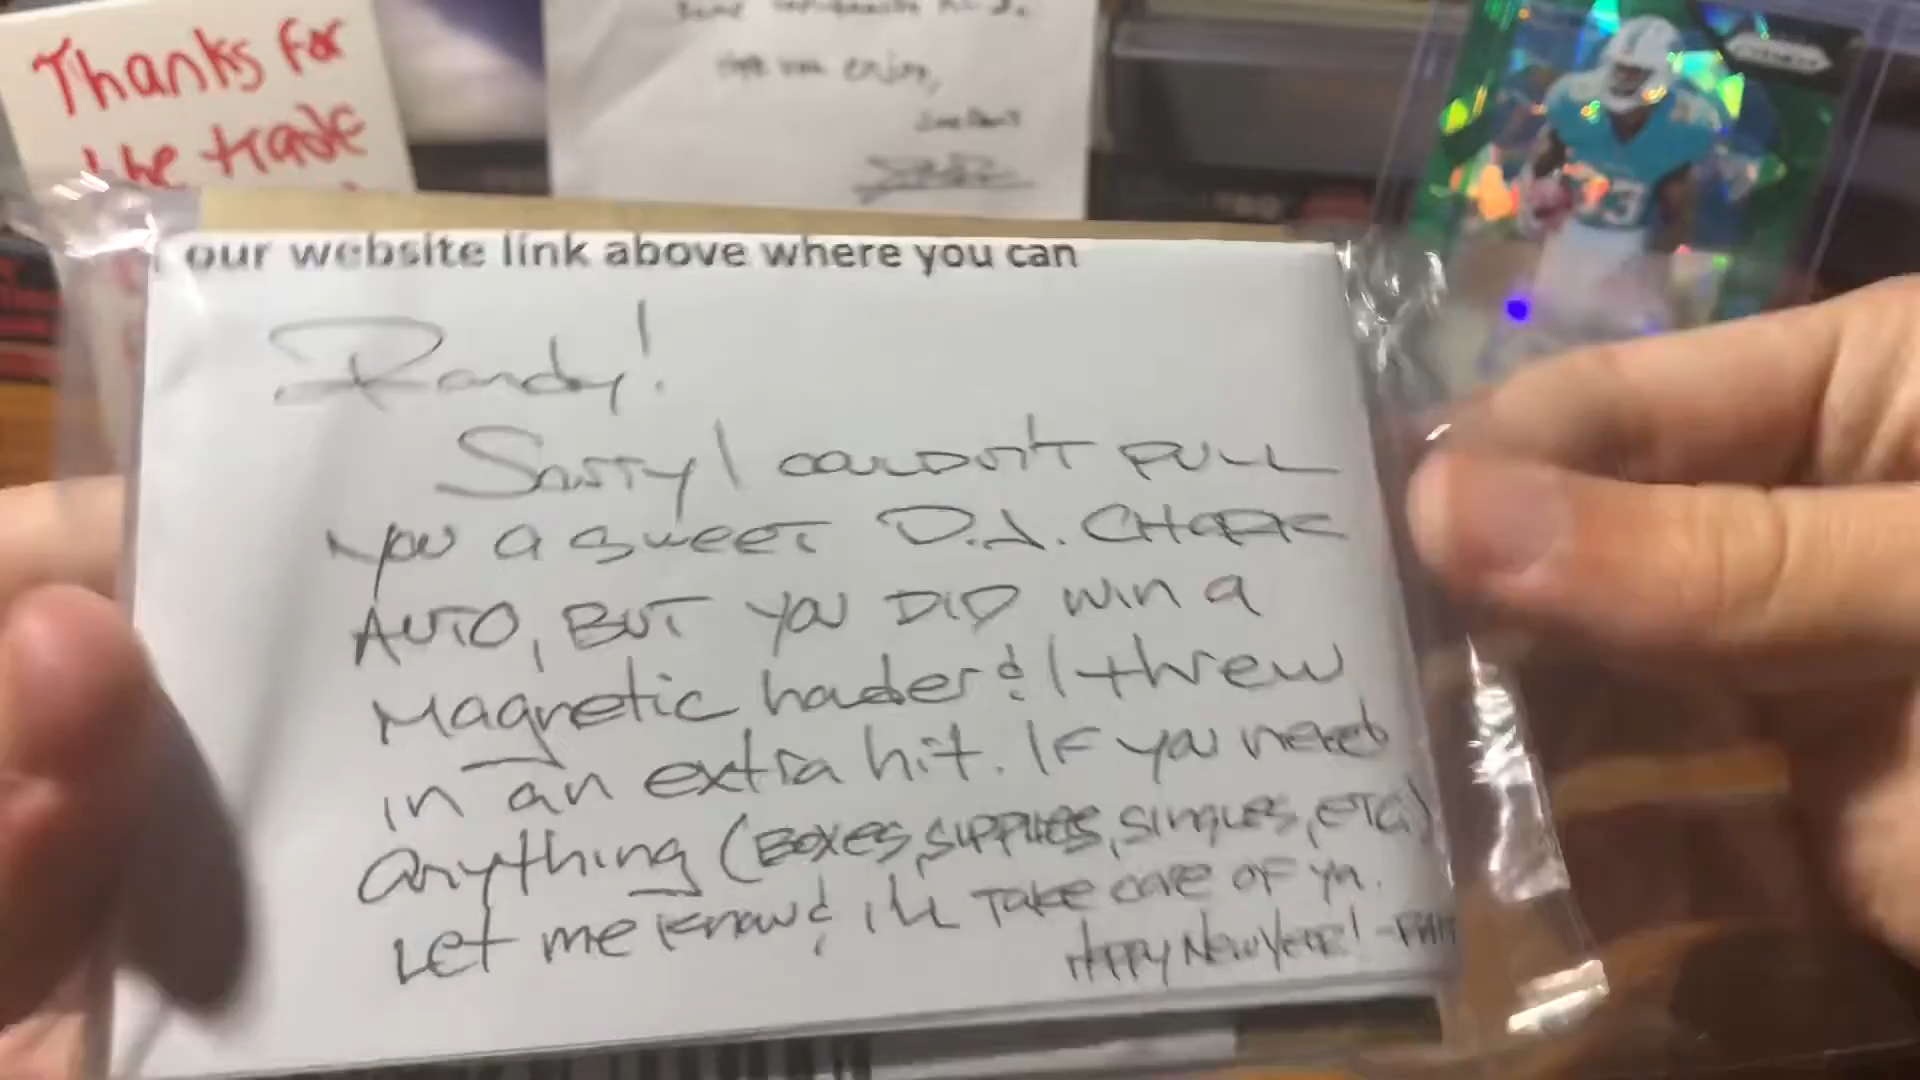 Thanks for
the trade
enjoy,
our website link above where you can
Randy!
Sorry I couldn't pull
you a sweet D.J. CHARK
AUTO, BUT you DID win a
Magnetic holder & I threw
in an extra hit. If you need
anything (Boxes, supplies, singles, ETC.)
Let me know & i'll Take care of ya.
Happy New Year!
23